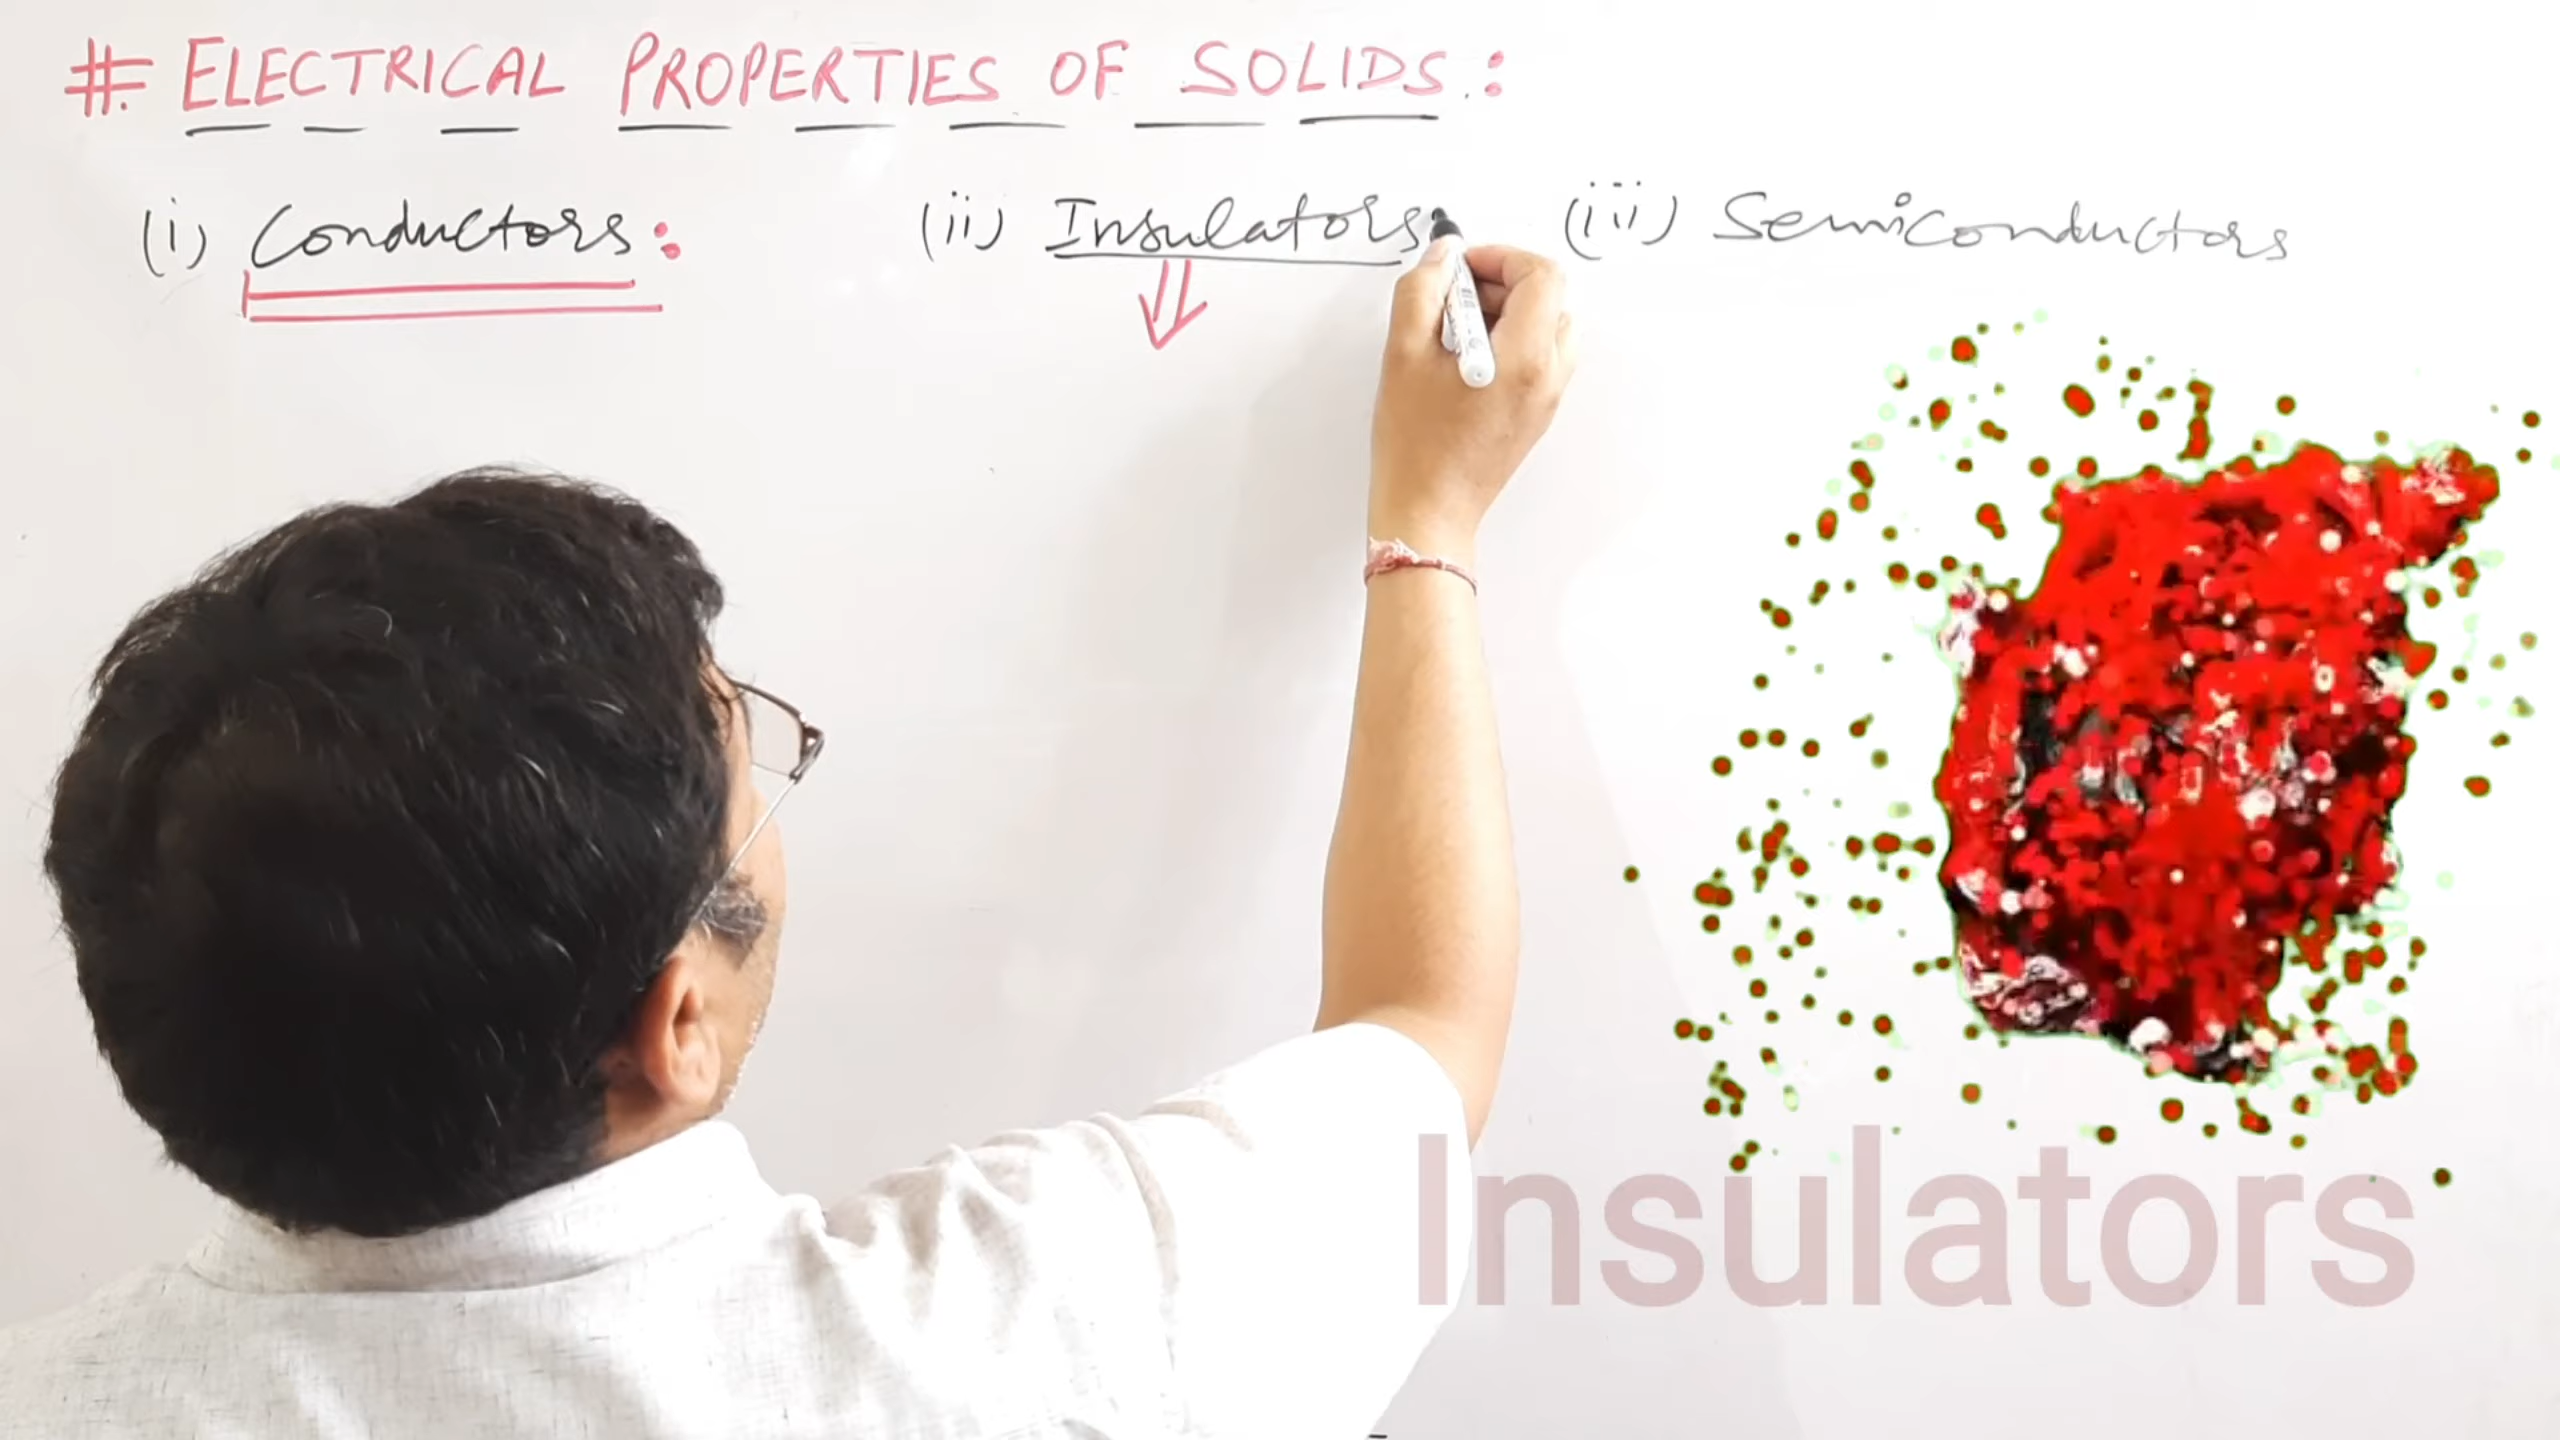 # ELECTRICAL PROPERTIES OF SOLIDS :
(i) Conductors : (ii) Insulators (iii) Semiconductors
Insulators